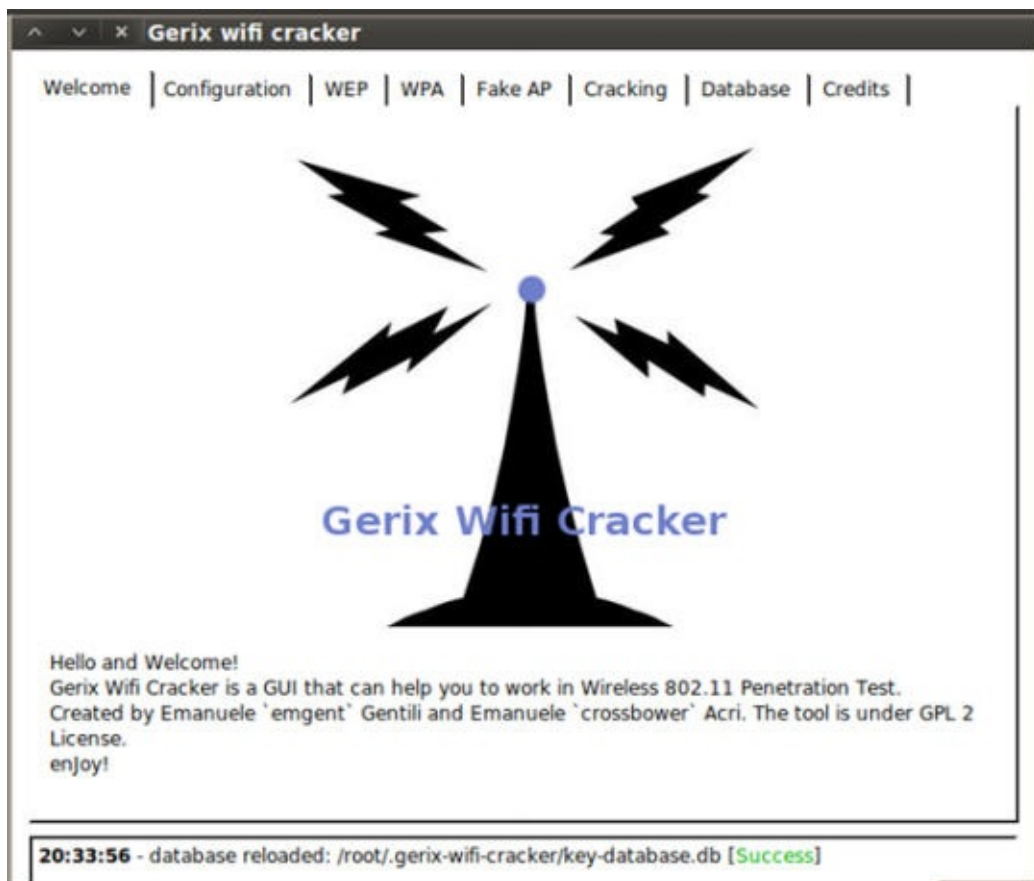 Gerix wifi cracker
Welcome Configuration WEP WPA Fake AP Cracking Database Credits
Gerix Wifi Cracker
Hello and Welcome!
Gerix Wifi Cracker is a GUI that can help you to work in Wireless 802.11 Penetration Test.
Created by Emanuele `emgent` Gentili and Emanuele `crossbower` Acri. The tool is under GPL 2
License.
enJoy!
20:33:56 - database reloaded: /root/.gerix-wifi-cracker/key-database.db [Success]